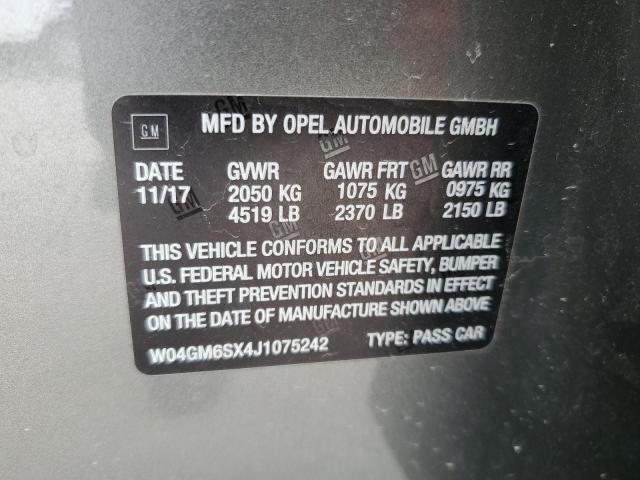 GM MFD BY OPEL AUTOMOBILE GMBH
DATE GVWR GAWR FRT GAWR RR
11/17 2050 KG 1075 KG 0975 KG
4519 LB 2370 LB 2150 LB
THIS VEHICLE CONFORMS TO ALL APPLICABLE
U.S. FEDERAL MOTOR VEHICLE SAFETY, BUMPER
AND THEFT PREVENTION STANDARDS IN EFFECT
ON THE DATE OF MANUFACTURE SHOWN ABOVE
W04GM6SX4J1075242 TYPE: PASS CAR